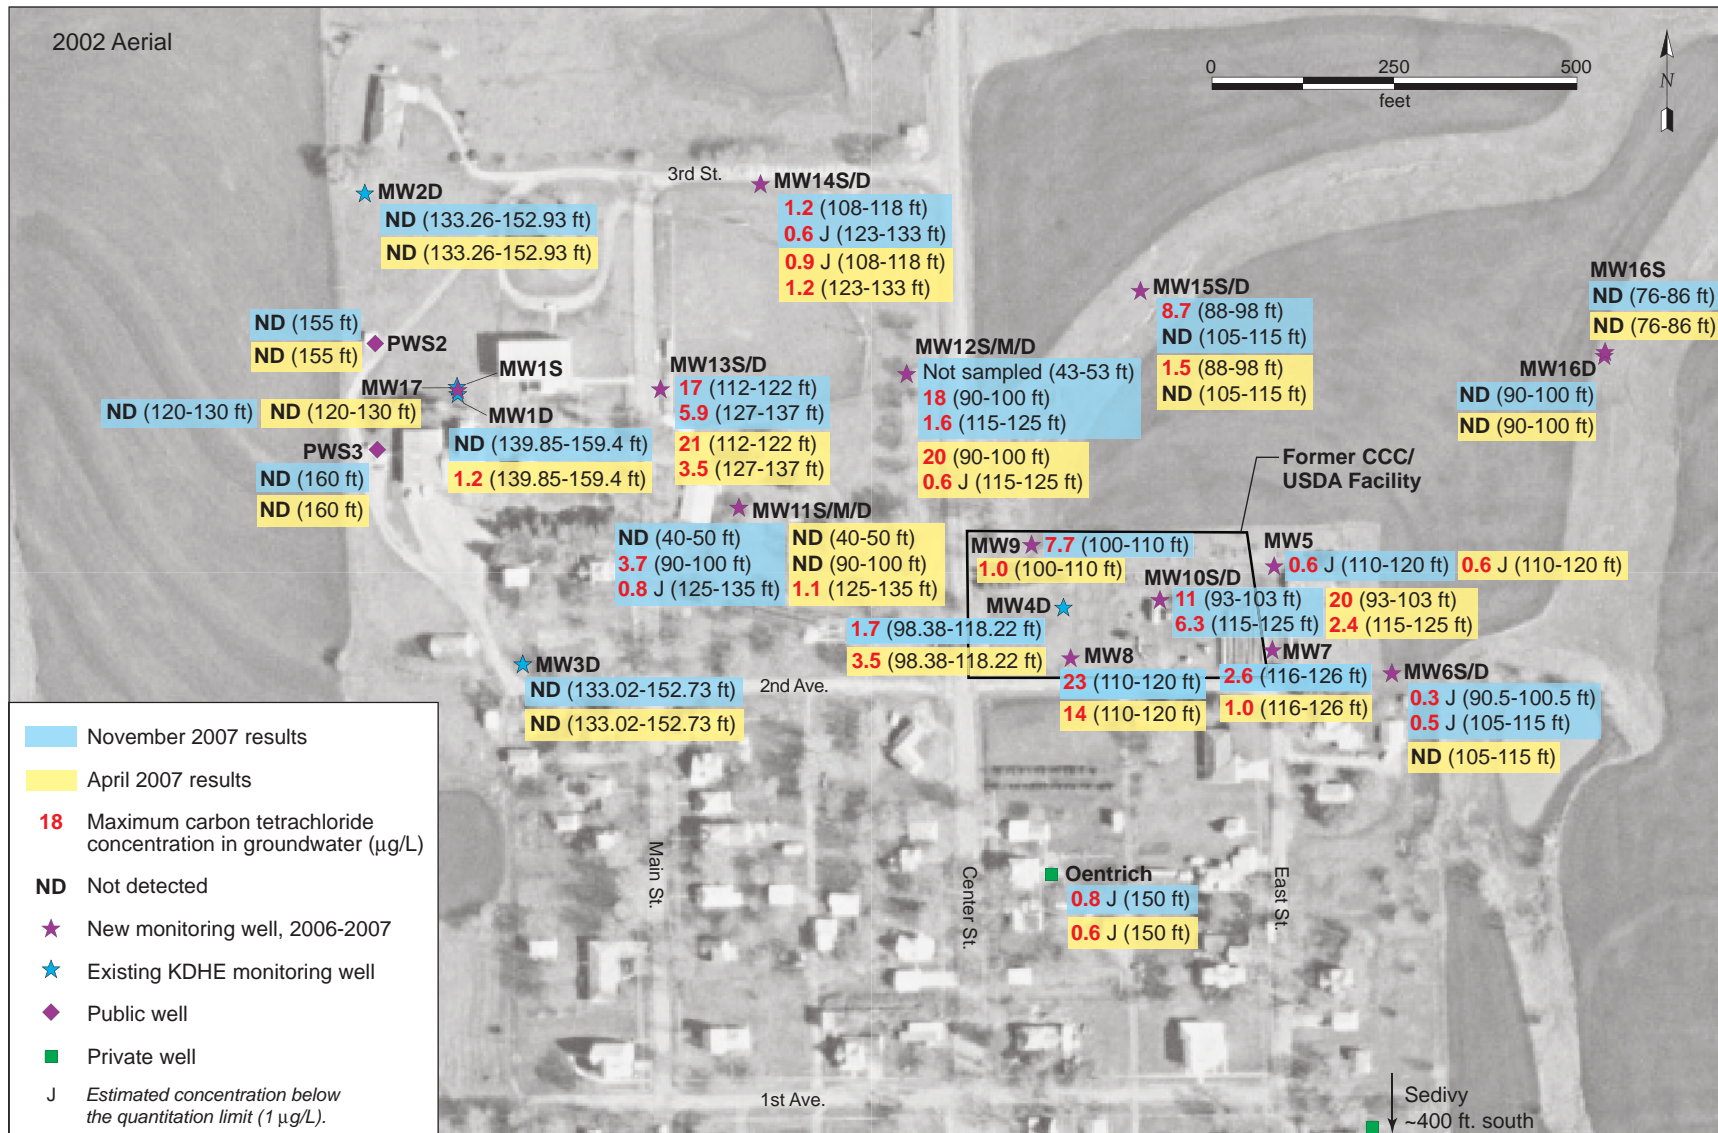 2002 Aerial
0 250 500
feet
N
3rd St.
MW2D
ND (133.26-152.93 ft)
ND (133.26-152.93 ft)
MW14S/D
1.2 (108-118 ft)
0.6 J (123-133 ft)
0.9 J (108-118 ft)
1.2 (123-133 ft)
MW15S/D
8.7 (88-98 ft)
ND (105-115 ft)
1.5 (88-98 ft)
ND (105-115 ft)
MW16S
ND (76-86 ft)
ND (76-86 ft)
MW16D
ND (90-100 ft)
ND (90-100 ft)
ND (155 ft)
PWS2
ND (155 ft)
MW1S
MW17
MW1D
ND (120-130 ft) ND (120-130 ft)
ND (139.85-159.4 ft)
1.2 (139.85-159.4 ft)
PWS3
ND (160 ft)
ND (160 ft)
MW13S/D
17 (112-122 ft)
5.9 (127-137 ft)
21 (112-122 ft)
3.5 (127-137 ft)
MW12S/M/D
Not sampled (43-53 ft)
18 (90-100 ft)
1.6 (115-125 ft)
20 (90-100 ft)
0.6 J (115-125 ft)
Former CCC/
USDA Facility
MW11S/M/D
ND (40-50 ft) ND (40-50 ft)
3.7 (90-100 ft) ND (90-100 ft)
0.8 J (125-135 ft) 1.1 (125-135 ft)
MW9 7.7 (100-110 ft)
1.0 (100-110 ft)
MW5
0.6 J (110-120 ft) 0.6 J (110-120 ft)
MW10S/D
11 (93-103 ft) 20 (93-103 ft)
6.3 (115-125 ft) 2.4 (115-125 ft)
MW4D
1.7 (98.38-118.22 ft)
3.5 (98.38-118.22 ft)
MW8
23 (110-120 ft)
14 (110-120 ft)
MW7
2.6 (116-126 ft)
1.0 (116-126 ft)
MW6S/D
0.3 J (90.5-100.5 ft)
0.5 J (105-115 ft)
ND (105-115 ft)
MW3D
ND (133.02-152.73 ft)
ND (133.02-152.73 ft)
2nd Ave.
Main St.
Center St.
East St.
Oentrich
0.8 J (150 ft)
0.6 J (150 ft)
1st Ave.
Sedivy
~400 ft. south
November 2007 results
April 2007 results
18 Maximum carbon tetrachloride
concentration in groundwater (µg/L)
ND Not detected
New monitoring well, 2006-2007
Existing KDHE monitoring well
Public well
Private well
J Estimated concentration below
the quantitation limit (1 µg/L).